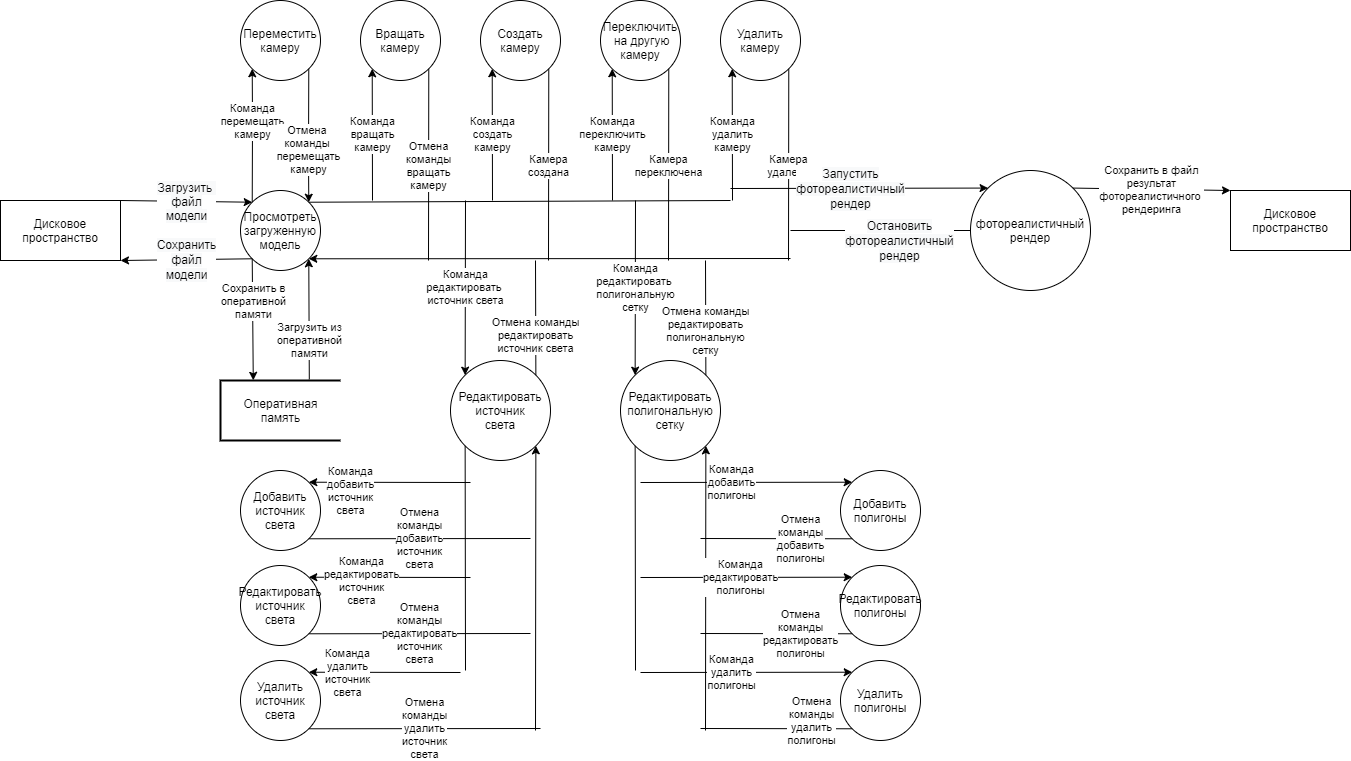 Переместить
камеру
Вращать
камеру
Создать
камеру
Переключить
на другую
камеру
Удалить
камеру
Команда
перемещать
камеру
Отмена
команды
перемещать
камеру
Команда
вращать
камеру
Отмена
команды
вращать
камеру
Команда
создать
камеру
Камера
создана
Команда
переключить
камеру
Камера
переключена
Команда
удалить
камеру
Камера
удале
Загрузить
файл
модели
Сохранить
файл
модели
Дисковое
пространство
Просмотреть
загруженную
модель
Запустить
фотореалистичный
рендер
Остановить
фотореалистичный
рендер
фотореалистичный
рендер
Сохранить в файл
результат
фотореалистичного
рендеринга
Дисковое
пространство
Сохранить в
оперативной
памяти
Загрузить из
оперативной
памяти
Оперативная
память
Команда
редактировать
источник света
Отмена команды
редактировать
источник света
Команда
редактировать
полигональную
сетку
Отмена команды
редактировать
полигональную
сетку
Редактировать
источник
света
Редактировать
полигональную
сетку
Добавить
источник
света
Команда
добавить
источник
света
Отмена
команды
добавить
источник
света
Редактировать
источник
света
Команда
редактировать
источник
света
Отмена
команды
редактировать
источник
света
Удалить
источник
света
Команда
удалить
источник
света
Отмена
команды
удалить
источник
света
Команда
добавить
полигоны
Отмена
команды
добавить
полигоны
Добавить
полигоны
Команда
редактировать
полигоны
Отмена
команды
редактировать
полигоны
Редактировать
полигоны
Команда
удалить
полигоны
Отмена
команды
удалить
полигоны
Удалить
полигоны